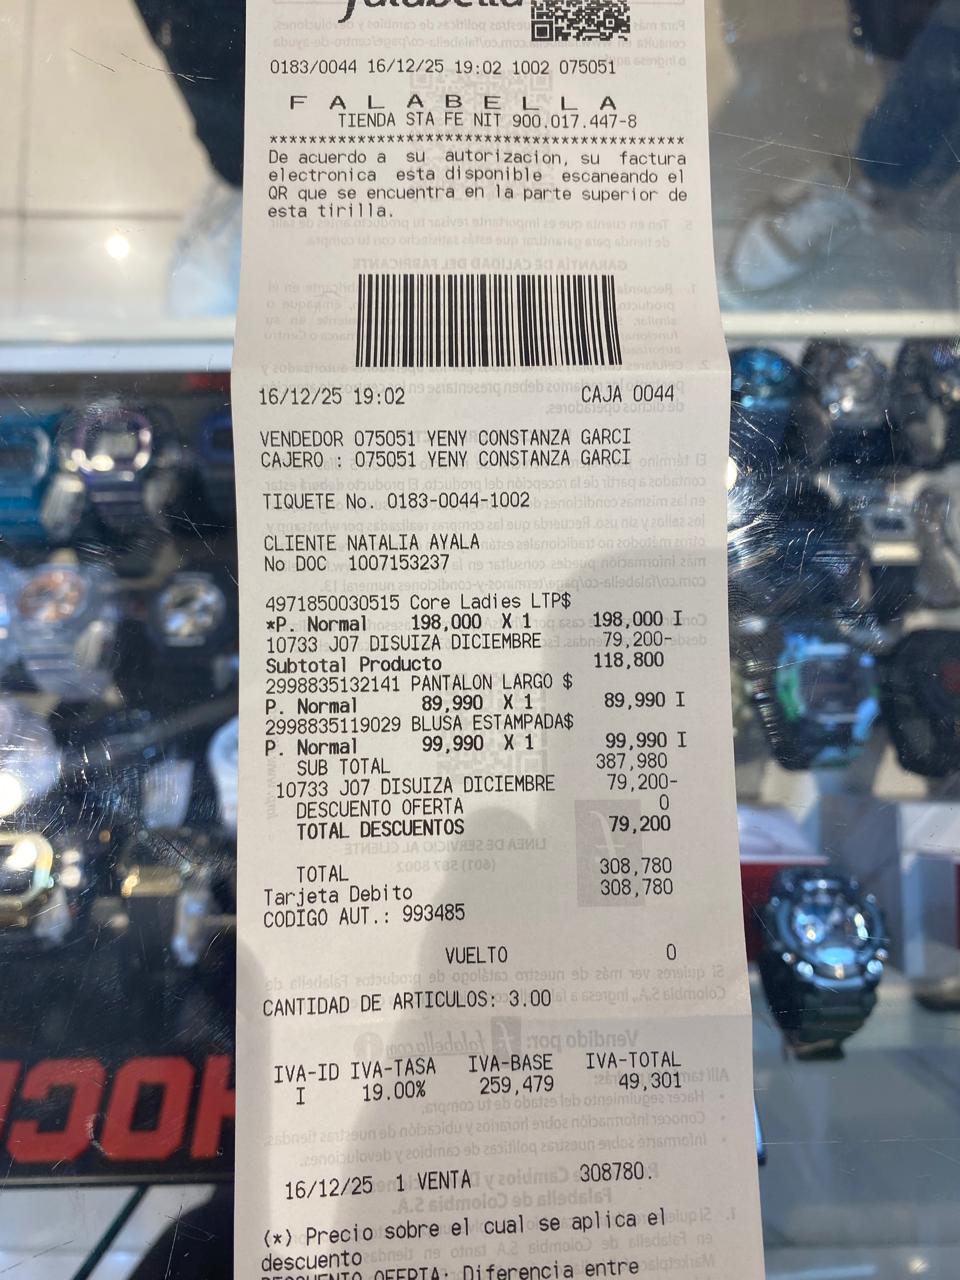 falabella
0183/0044 16/12/25 19:02 1002 075051
F A L A B E L L A
TIENDA STA FE NIT 900.017.447-8
****************************************
De acuerdo a su autorizacion, su factura
electronica esta disponible escaneando el
QR que se encuentra en la parte superior de
esta tirilla.
16/12/25 19:02 CAJA 0044
VENDEDOR 075051 YENY CONSTANZA GARCI
CAJERO : 075051 YENY CONSTANZA GARCI
TIQUETE No. 0183-0044-1002
CLIENTE NATALIA AYALA
No DOC 1007153237
4971850030515 Core Ladies LTP$
*P. Normal 198,000 X 1 198,000 I
10733 J07 DISUIZA DICIEMBRE 79,200-
Subtotal Producto 118,800
2998835132141 PANTALON LARGO $
P. Normal 89,990 X 1 89,990 I
2998835119029 BLUSA ESTAMPADA$
P. Normal 99,990 X 1 99,990 I
SUB TOTAL 387,980
10733 J07 DISUIZA DICIEMBRE 79,200-
DESCUENTO OFERTA 0
TOTAL DESCUENTOS 79,200
TOTAL 308,780
Tarjeta Debito 308,780
CODIGO AUT.: 993485
VUELTO 0
CANTIDAD DE ARTICULOS: 3.00
IVA-ID IVA-TASA IVA-BASE IVA-TOTAL
I 19.00% 259,479 49,301
16/12/25 1 VENTA 308780.
(*) Precio sobre el cual se aplica el
descuento
DESCUENTO OFERTA: Diferencia entre